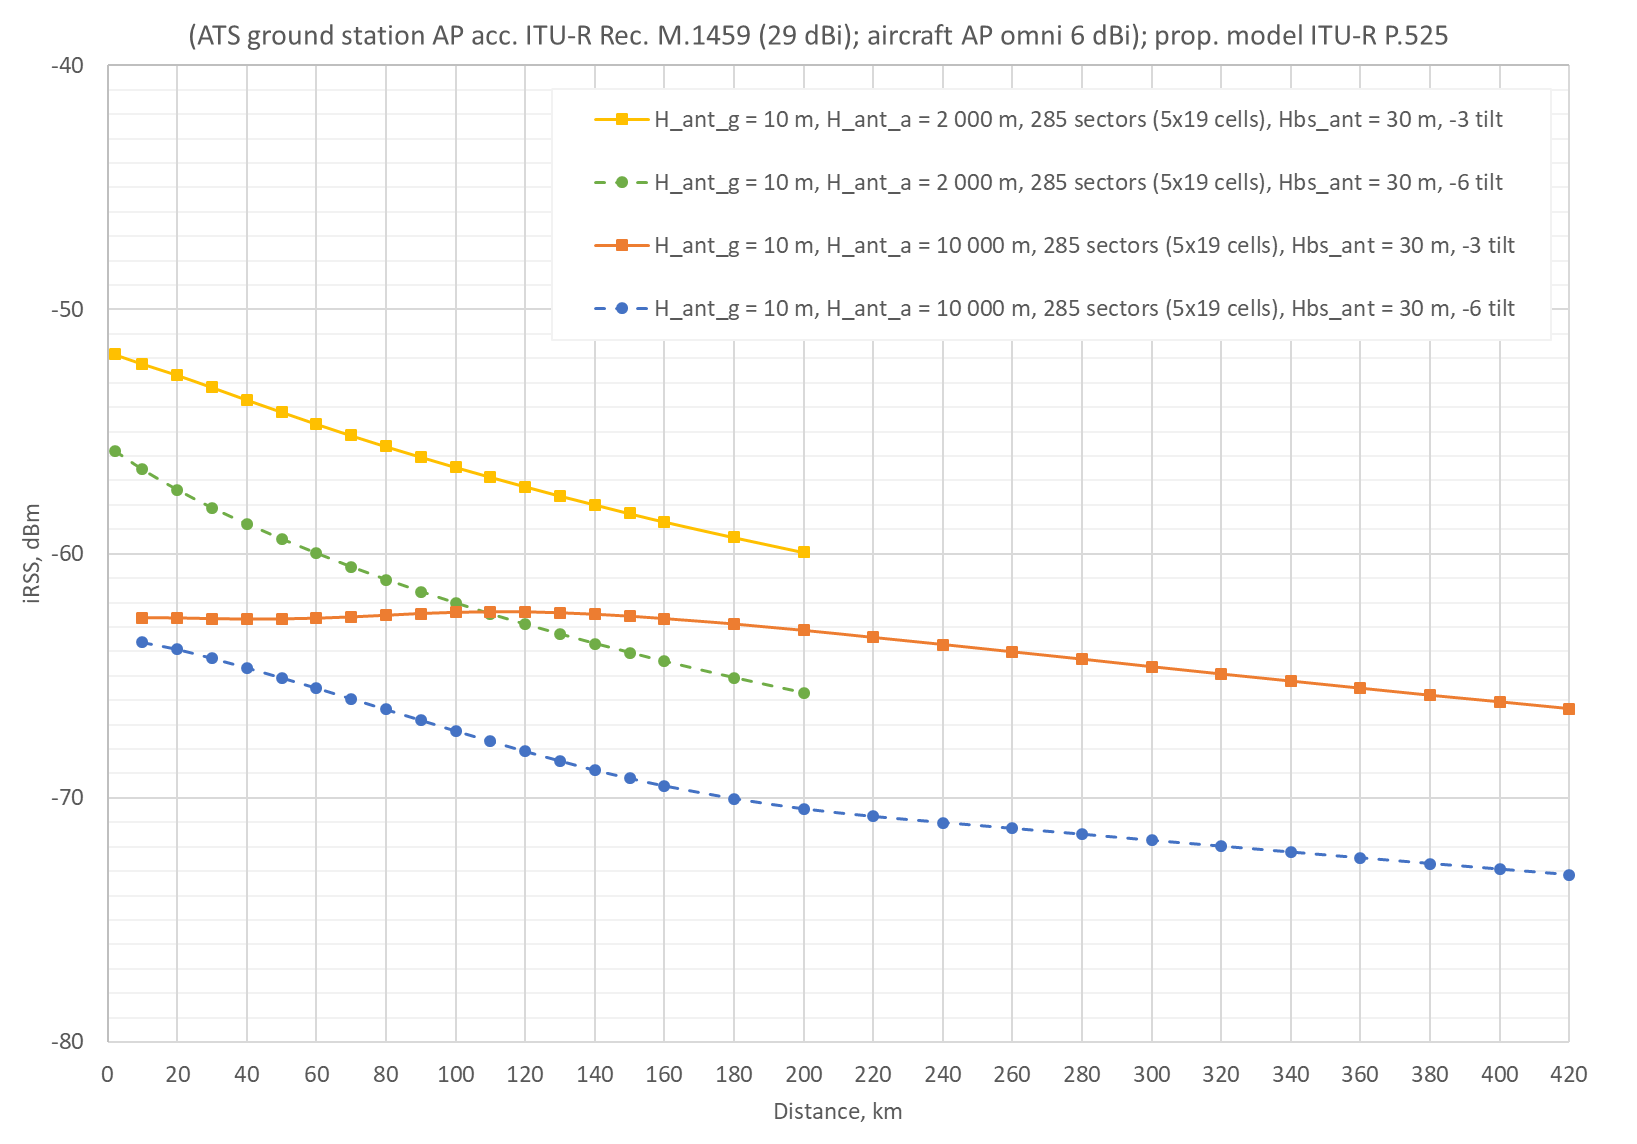 (ATS ground station AP acc. ITU-R Rec. M.1459 (29 dBi); aircraft AP omni 6 dBi); prop. model ITU-R P.525
-40
-50
-60
-70
-80
iRSS, dBm
H_ant_g = 10 m, H_ant_a = 2 000 m, 285 sectors (5x19 cells), Hbs_ant = 30 m, -3 tilt
H_ant_g = 10 m, H_ant_a = 2 000 m, 285 sectors (5x19 cells), Hbs_ant = 30 m, -6 tilt
H_ant_g = 10 m, H_ant_a = 10 000 m, 285 sectors (5x19 cells), Hbs_ant = 30 m, -3 tilt
H_ant_g = 10 m, H_ant_a = 10 000 m, 285 sectors (5x19 cells), Hbs_ant = 30 m, -6 tilt
0 20 40 60 80 100 120 140 160 180 200 220 240 260 280 300 320 340 360 380 400 420
Distance, km